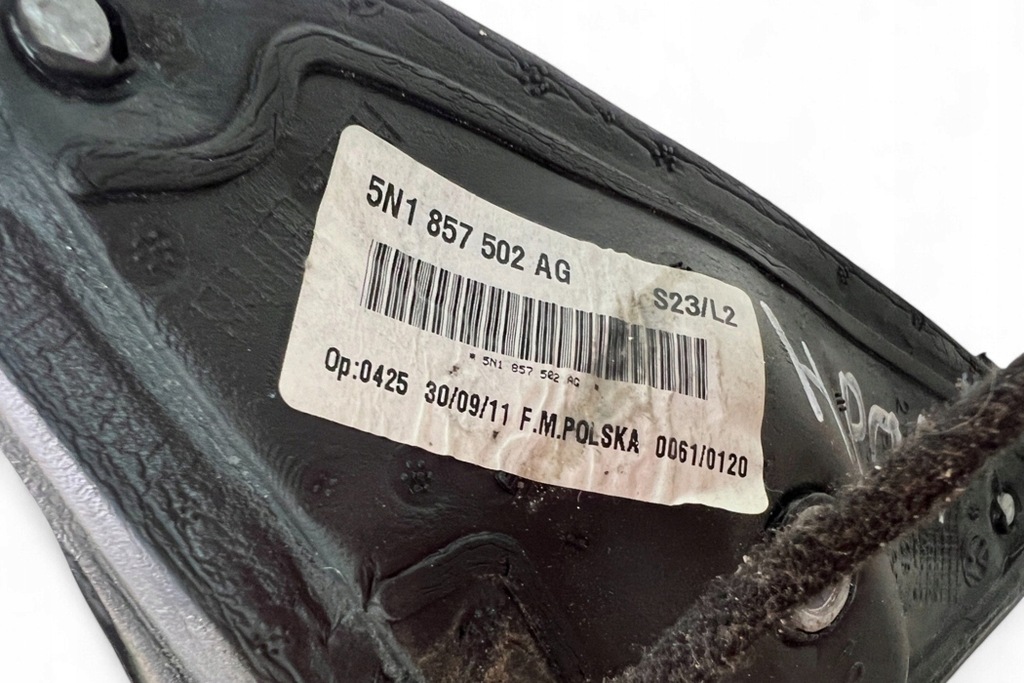 5N1 857 502 AG
S23/L2
* 5N1 857 502 AG *
Op:0425 30/09/11 F.M.POLSKA 0061/0120